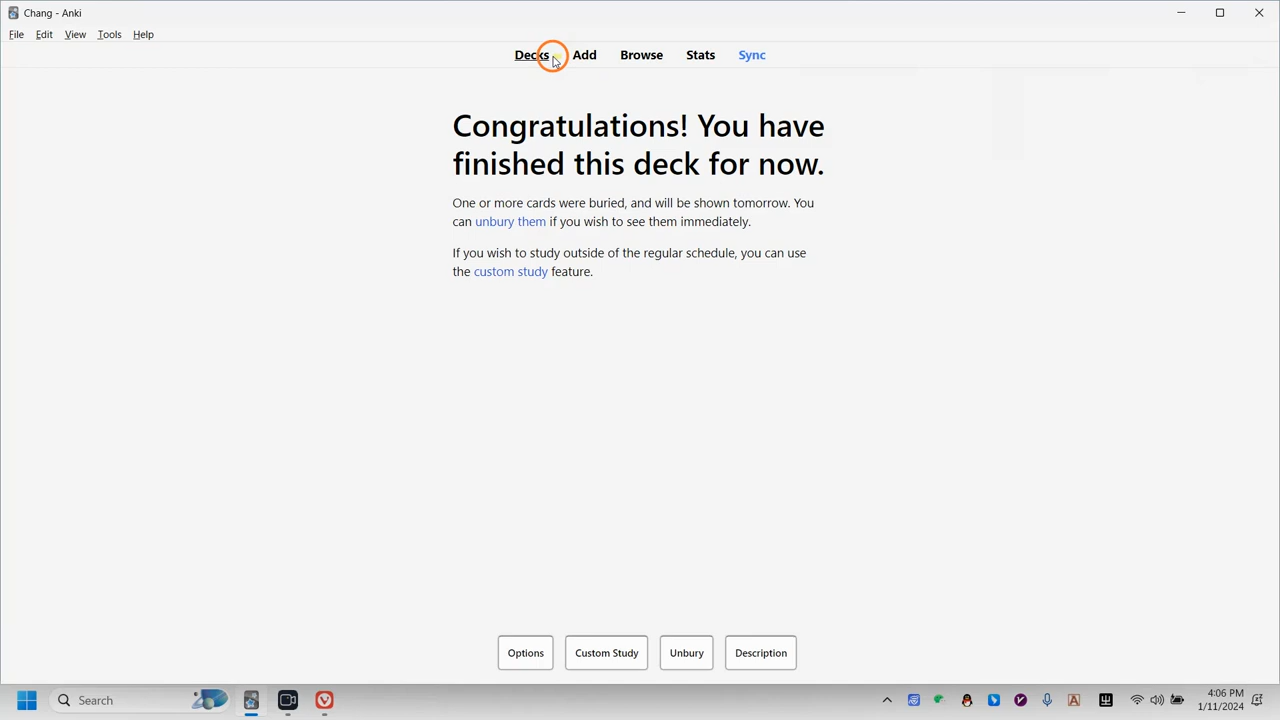 Chang - Anki
File Edit View Tools Help
Decks Add Browse Stats Sync
Congratulations! You have
finished this deck for now.
One or more cards were buried, and will be shown tomorrow. You
can unbury them if you wish to see them immediately.
If you wish to study outside of the regular schedule, you can use
the custom study feature.
Options Custom Study Unbury Description
Search
4:06 PM
1/11/2024